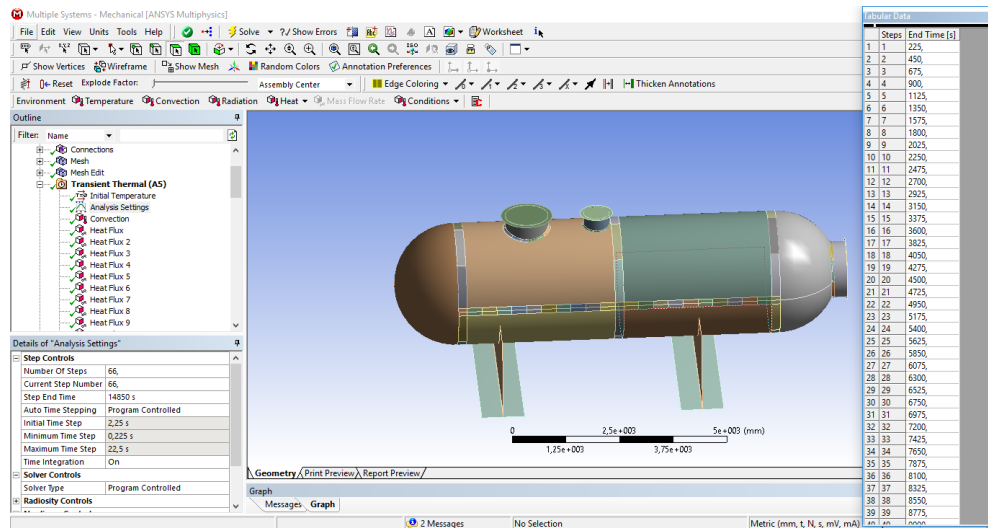 Multiple Systems - Mechanical [ANSYS Multiphysics]
File Edit View Units Tools Help Solve ?/ Show Errors Worksheet
Show Vertices Wireframe Show Mesh Random Colors Annotation Preferences
Reset Explode Factor: Assembly Center Edge Coloring Thicken Annotations
Environment Temperature Convection Radiation Heat Mass Flow Rate Conditions
Outline
Filter: Name
Connections
Mesh
Mesh Edit
Transient Thermal (A5)
Initial Temperature
Analysis Settings
Convection
Heat Flux
Heat Flux 2
Heat Flux 3
Heat Flux 4
Heat Flux 5
Heat Flux 6
Heat Flux 7
Heat Flux 8
Heat Flux 9
Details of "Analysis Settings"
Step Controls
Number Of Steps 66,
Current Step Number 66,
Step End Time 14850 s
Auto Time Stepping Program Controlled
Initial Time Step 2,25 s
Minimum Time Step 0,225 s
Maximum Time Step 22,5 s
Time Integration On
Solver Controls
Solver Type Program Controlled
Radiosity Controls
0 2,5e+003 5e+003 (mm)
1,25e+003 3,75e+003
Geometry Print Preview Report Preview
Graph
Messages Graph
2 Messages No Selection Metric (mm, t, N, s, mV, mA)
Tabular Data
Steps End Time [s]
1 1 225,
2 2 450,
3 3 675,
4 4 900,
5 5 1125,
6 6 1350,
7 7 1575,
8 8 1800,
9 9 2025,
10 10 2250,
11 11 2475,
12 12 2700,
13 13 2925,
14 14 3150,
15 15 3375,
16 16 3600,
17 17 3825,
18 18 4050,
19 19 4275,
20 20 4500,
21 21 4725,
22 22 4950,
23 23 5175,
24 24 5400,
25 25 5625,
26 26 5850,
27 27 6075,
28 28 6300,
29 29 6525,
30 30 6750,
31 31 6975,
32 32 7200,
33 33 7425,
34 34 7650,
35 35 7875,
36 36 8100,
37 37 8325,
38 38 8550,
39 39 8775,